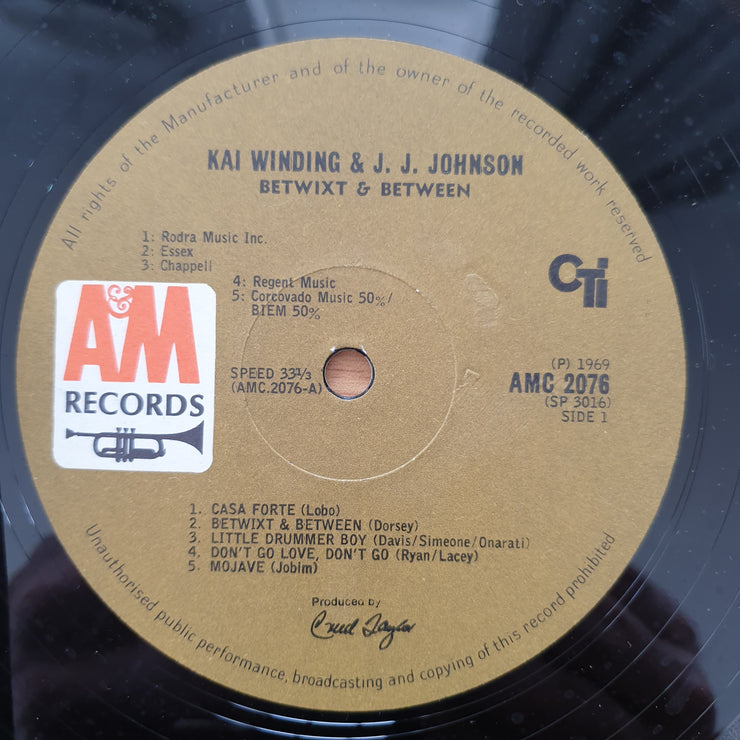 All rights of the Manufacturer and of the owner of the recorded work reserved
KAI WINDING & J. J. JOHNSON
BETWIXT & BETWEEN
1: Rodra Music Inc.
2: Essex
3: Chappell
4: Regent Music
5: Corcovado Music 50%/
BIEM 50%
CTi
A&M
RECORDS
SPEED 33⅓
(AMC.2076-A)
(P) 1969
AMC 2076
(SP 3016)
SIDE 1
1. CASA FORTE (Lobo)
2. BETWIXT & BETWEEN (Dorsey)
3. LITTLE DRUMMER BOY (Davis/Simeone/Onarati)
4. DON'T GO LOVE, DON'T GO (Ryan/Lacey)
5. MOJAVE (Jobim)
Produced by
Creed Taylor
Unauthorised public performance, broadcasting and copying of this record prohibited